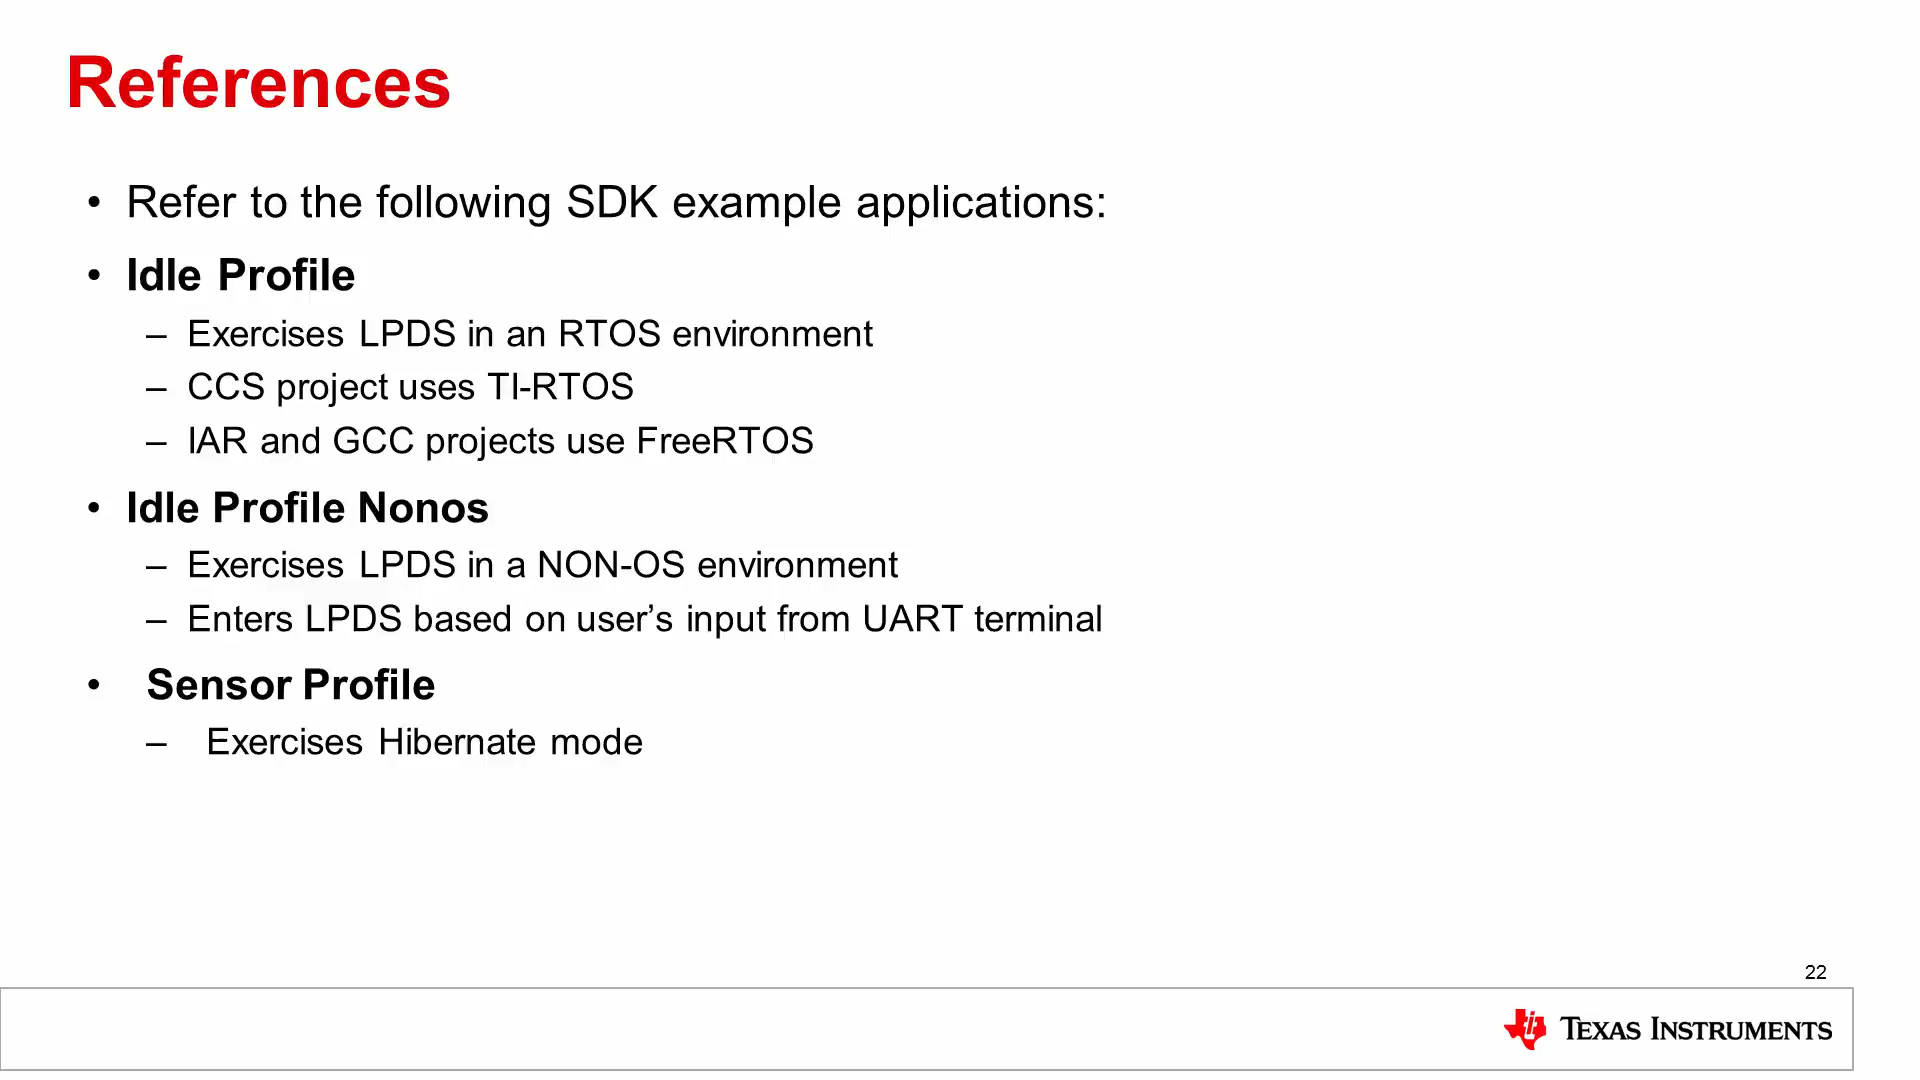 References
• Refer to the following SDK example applications:
• Idle Profile
– Exercises LPDS in an RTOS environment
– CCS project uses TI-RTOS
– IAR and GCC projects use FreeRTOS
• Idle Profile Nonos
– Exercises LPDS in a NON-OS environment
– Enters LPDS based on user’s input from UART terminal
• Sensor Profile
– Exercises Hibernate mode
22
TEXAS INSTRUMENTS